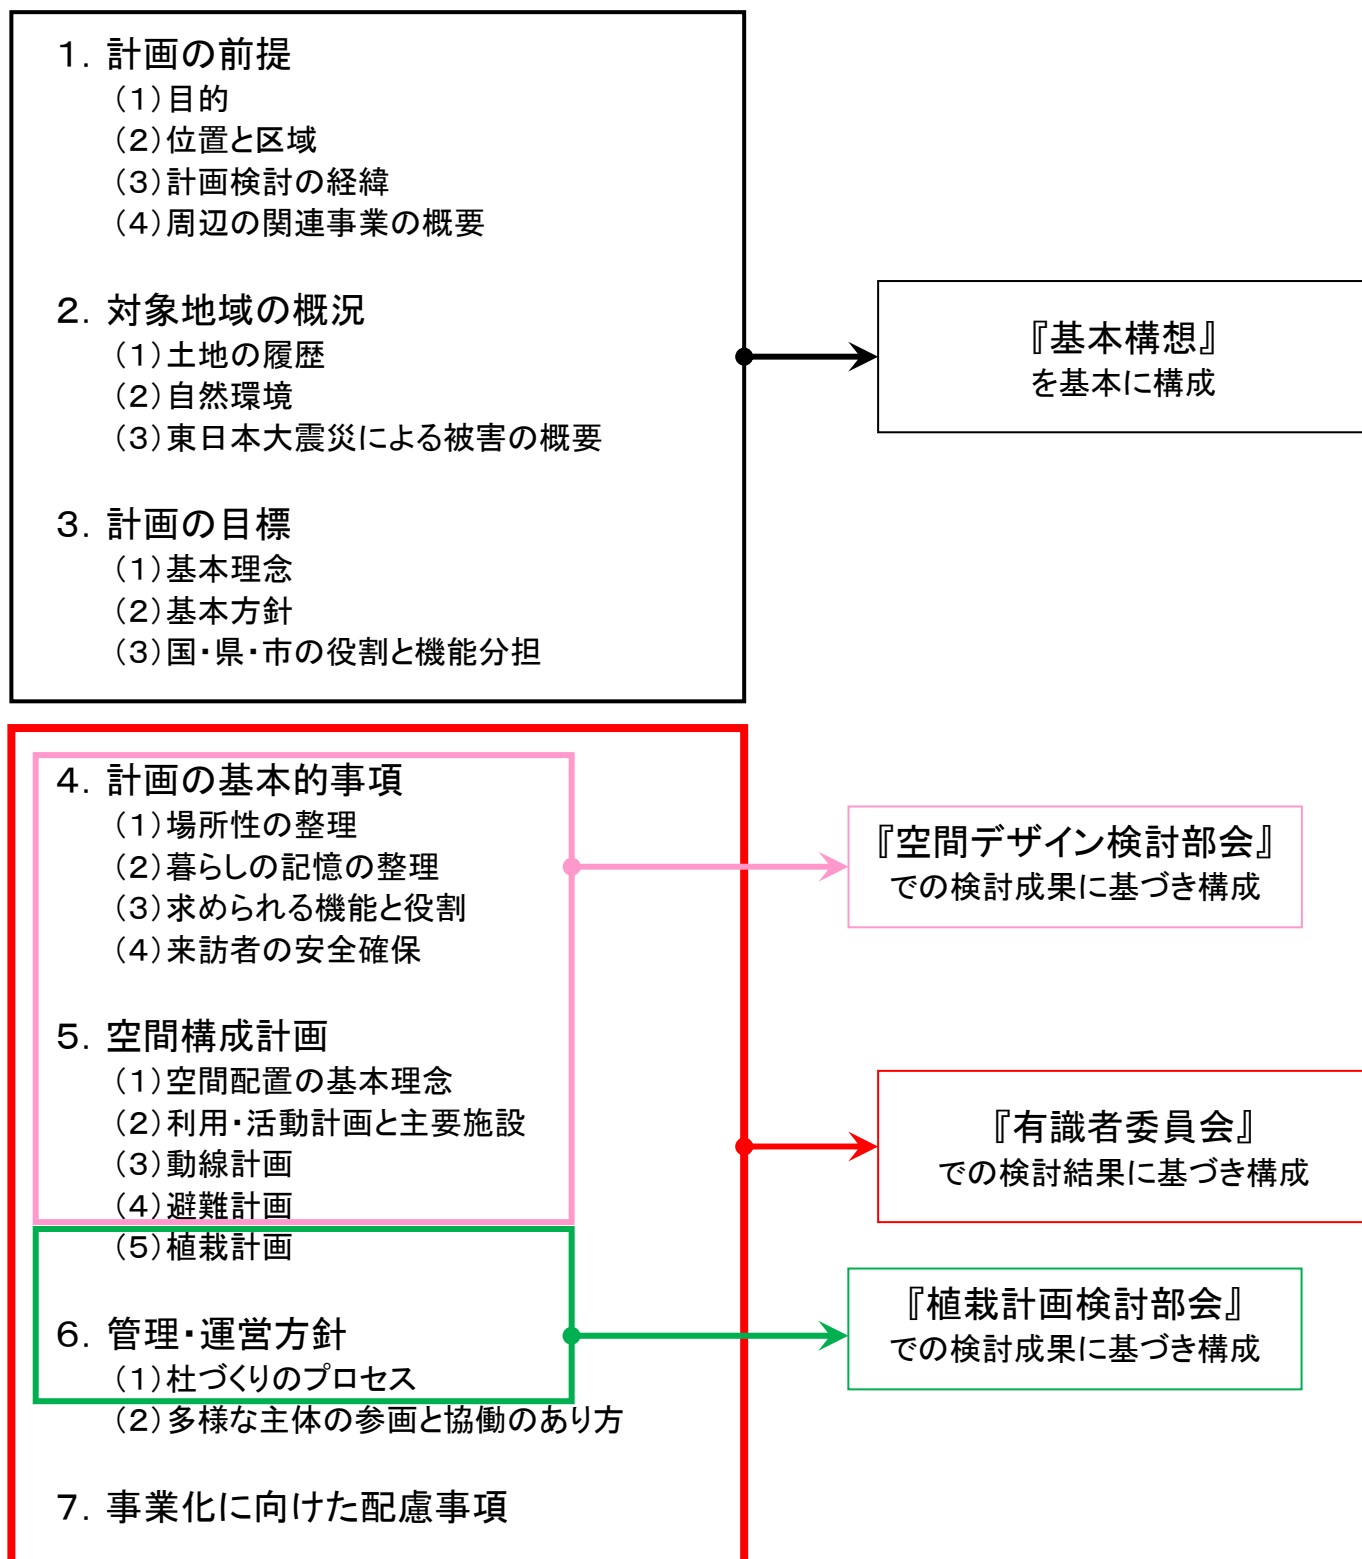 １．計画の前提
（１）目的
（２）位置と区域
（３）計画検討の経緯
（４）周辺の関連事業の概要
２．対象地域の概況
（１）土地の履歴
（２）自然環境
（３）東日本大震災による被害の概要
３．計画の目標
（１）基本理念
（２）基本方針
（３）国・県・市の役割と機能分担
『基本構想』
を基本に構成
４．計画の基本的事項
（１）場所性の整理
（２）暮らしの記憶の整理
（３）求められる機能と役割
（４）来訪者の安全確保
５．空間構成計画
（１）空間配置の基本理念
（２）利用・活動計画と主要施設
（３）動線計画
（４）避難計画
（５）植栽計画
６．管理・運営方針
（１）杜づくりのプロセス
（２）多様な主体の参画と協働のあり方
７．事業化に向けた配慮事項
『空間デザイン検討部会』
での検討成果に基づき構成
『有識者委員会』
での検討結果に基づき構成
『植栽計画検討部会』
での検討成果に基づき構成